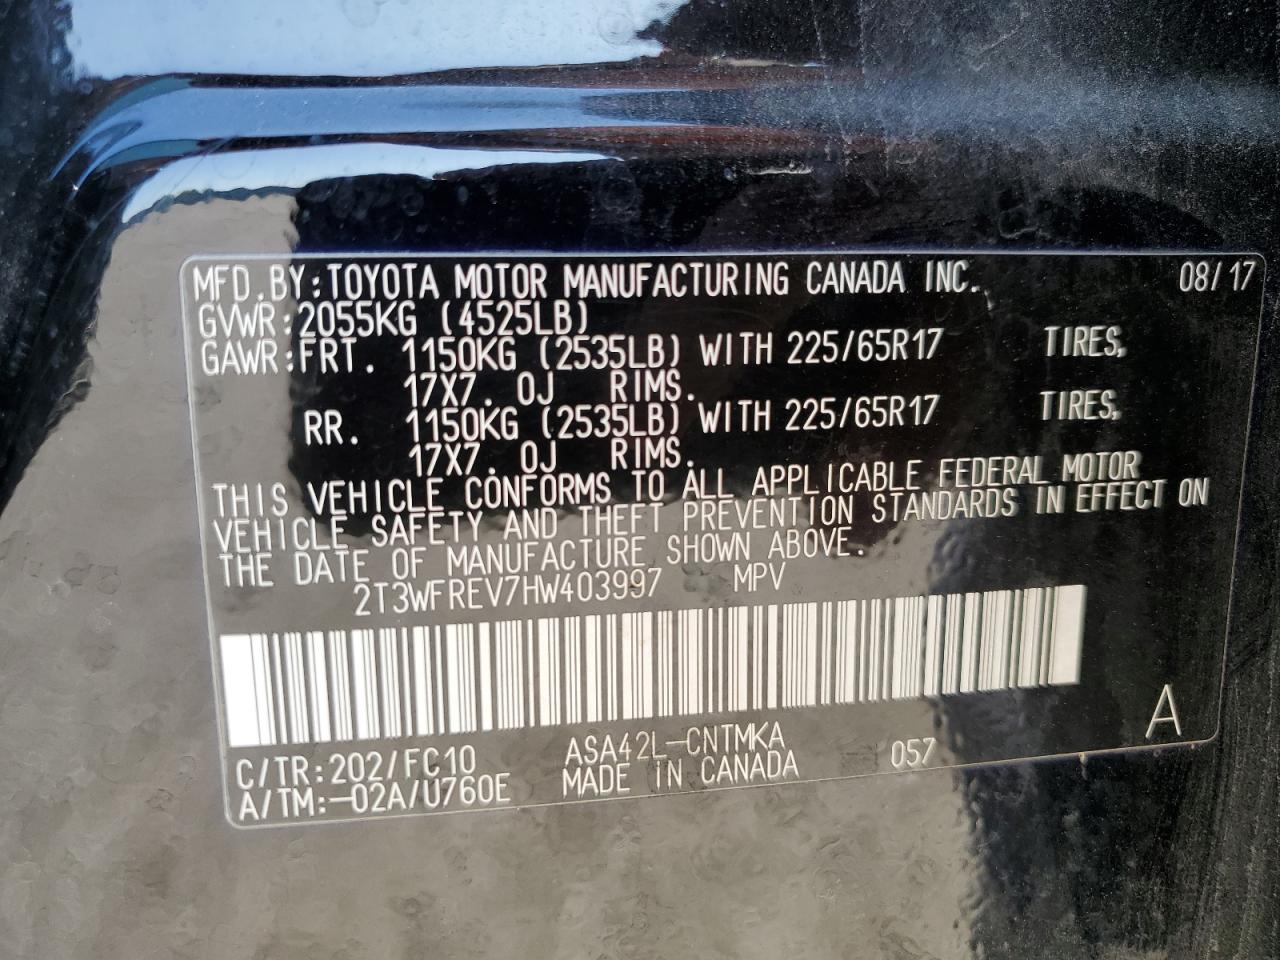 MFD.BY:TOYOTA MOTOR MANUFACTURING CANADA INC. 08/17
GVWR:2055KG (4525LB)
GAWR:FRT. 1150KG (2535LB) WITH 225/65R17 TIRES,
17X7.0J RIMS.
RR. 1150KG (2535LB) WITH 225/65R17 TIRES,
17X7.0J RIMS.
THIS VEHICLE CONFORMS TO ALL APPLICABLE FEDERAL MOTOR
VEHICLE SAFETY AND THEFT PREVENTION STANDARDS IN EFFECT ON
THE DATE OF MANUFACTURE SHOWN ABOVE.
2T3WFREV7HW403997 MPV
A
C/TR:202/FC10 ASA42L-CNTMKA 057
A/TM:-02A/U760E MADE IN CANADA